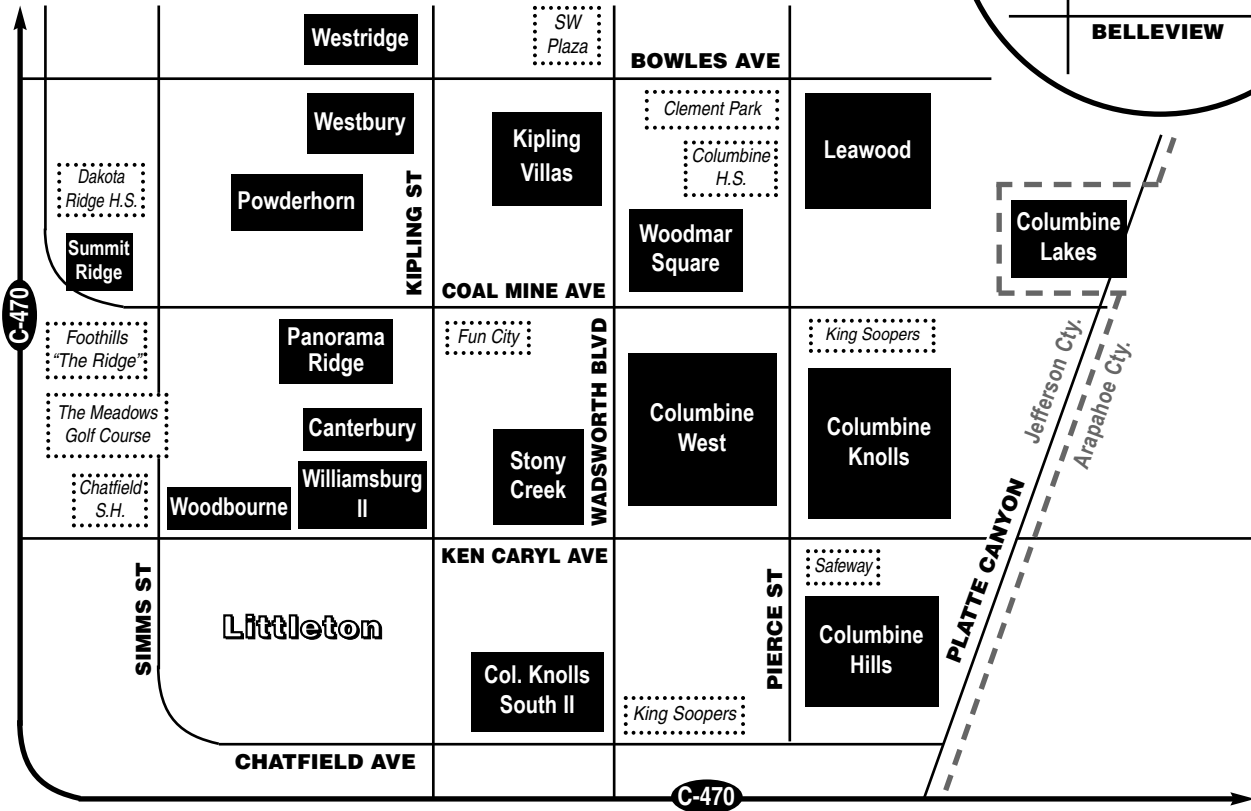 Westridge
SW
Plaza
BELLEVIEW
BOWLES AVE
Westbury
Kipling
Villas
Clement Park
Columbine
H.S.
Leawood
Dakota
Ridge H.S.
Powderhorn
KIPLING ST
Summit
Ridge
Woodmar
Square
Columbine
Lakes
COAL MINE AVE
C-470
Foothills
“The Ridge”
Panorama
Ridge
Fun City
WADSWORTH BLVD
King Soopers
Jefferson Cty.
Arapahoe Cty.
The Meadows
Golf Course
Canterbury
Columbine
West
Columbine
Knolls
Stony
Creek
Chatfield
S.H.
Woodbourne
Williamsburg
II
KEN CARYL AVE
PLATTE CANYON
SIMMS ST
Littleton
PIERCE ST
Safeway
Columbine
Hills
Col. Knolls
South II
King Soopers
CHATFIELD AVE
C-470